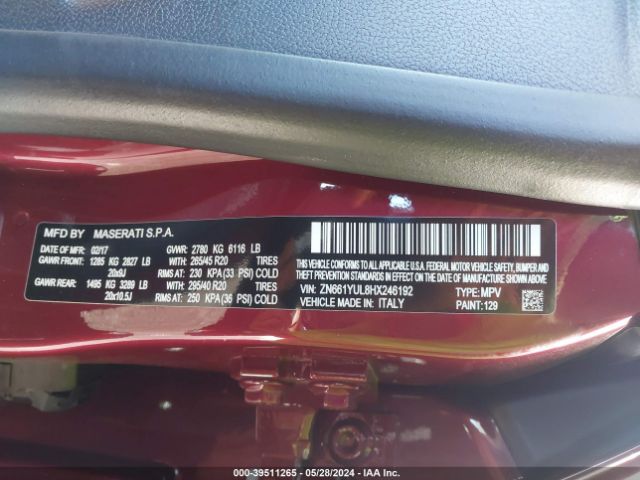 MFD BY MASERATI S.P.A.
DATE OF MFR: 02/17 GVWR: 2780 KG 6116 LB
GAWR FRONT: 1285 KG 2827 LB WITH: 265/45 R20 TIRES
20x9J RIMS AT: 230 KPA (33 PSI) COLD
GAWR REAR: 1495 KG 3289 LB WITH: 295/40 R20 TIRES
20x10.5J RIMS AT: 250 KPA (36 PSI) COLD
THIS VEHICLE CONFORMS TO ALL APPLICABLE
U.S.A. FEDERAL MOTOR VEHICLE SAFETY, BUMPER AND
THEFT PREVENTION STANDARDS IN EFFECT
ON THE DATE OF MANUFACTURE SHOWN ABOVE
VIN: ZN661YUL8HX246192 TYPE: MPV
VEHICLE MADE IN: ITALY PAINT: 129
000-39511265 - 05/28/2024 - IAA Inc.